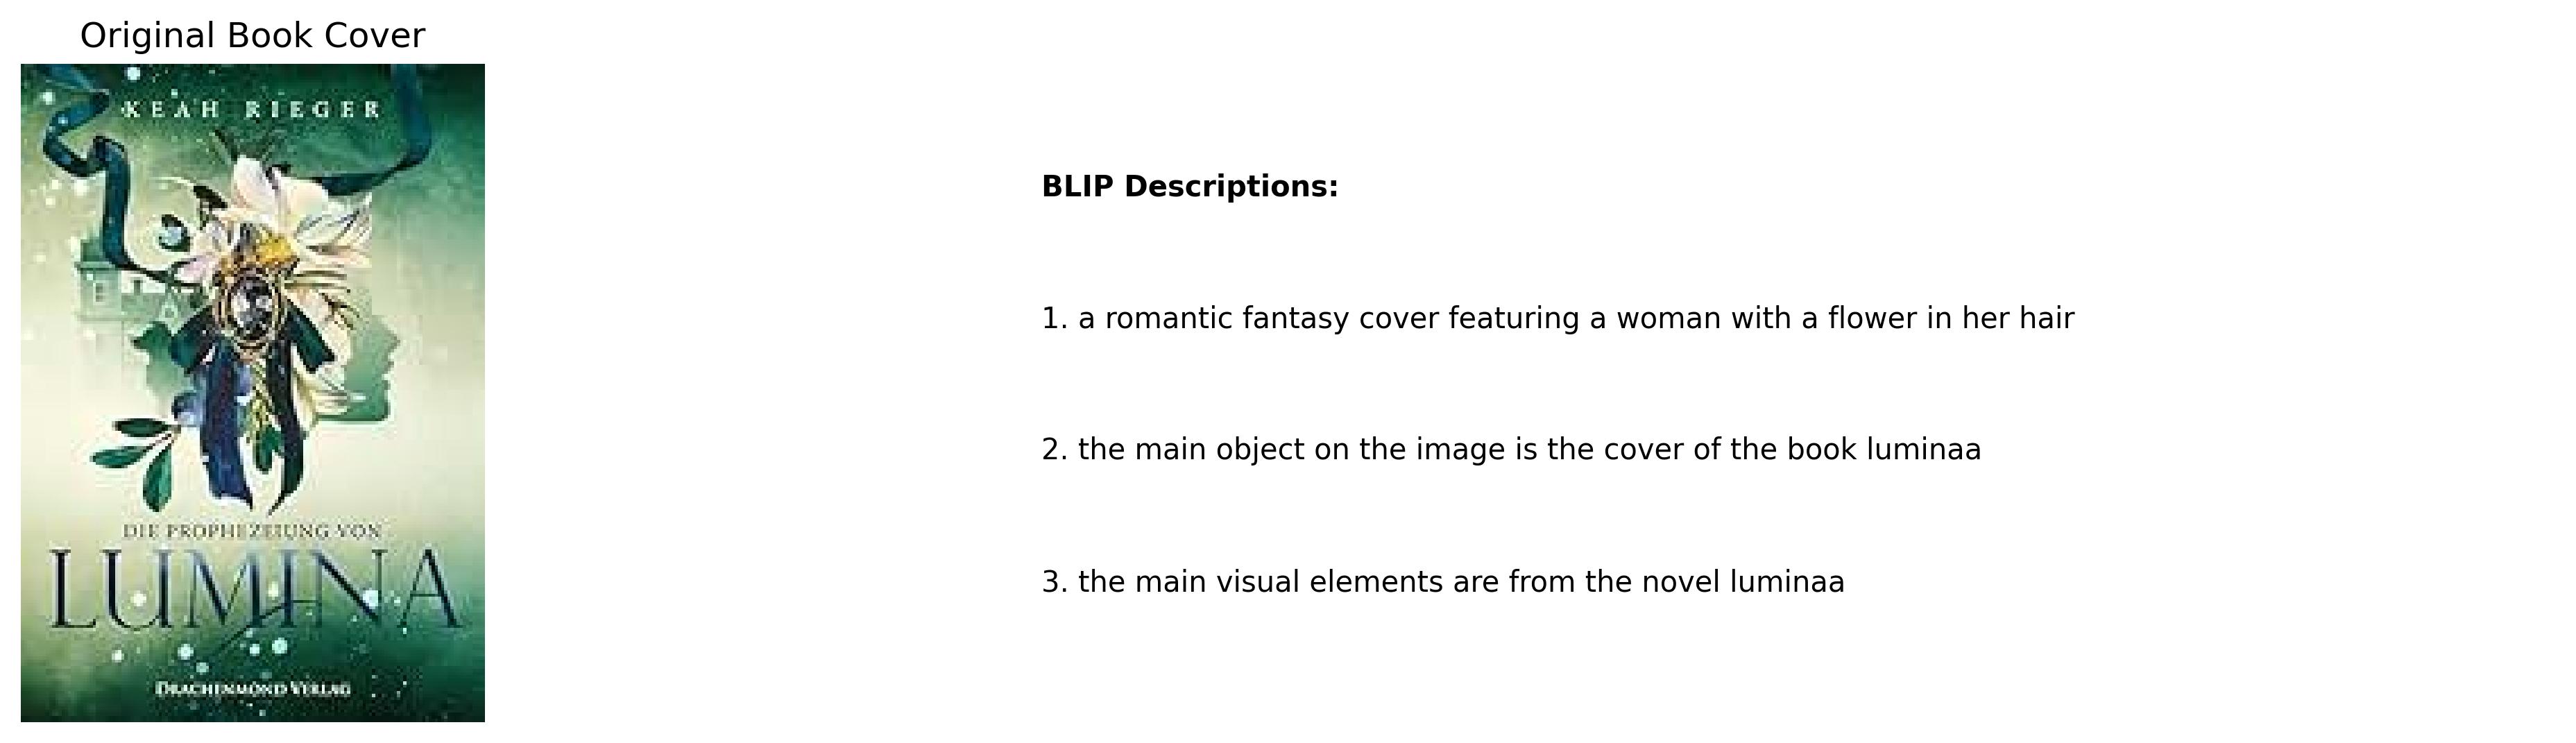 Original Book Cover
KEAH RIEGER
DIE PROPHEZEIUNG VON
LUMINA
DRACHENMOND VERLAG
BLIP Descriptions:
1. a romantic fantasy cover featuring a woman with a flower in her hair
2. the main object on the image is the cover of the book luminaa
3. the main visual elements are from the novel luminaa